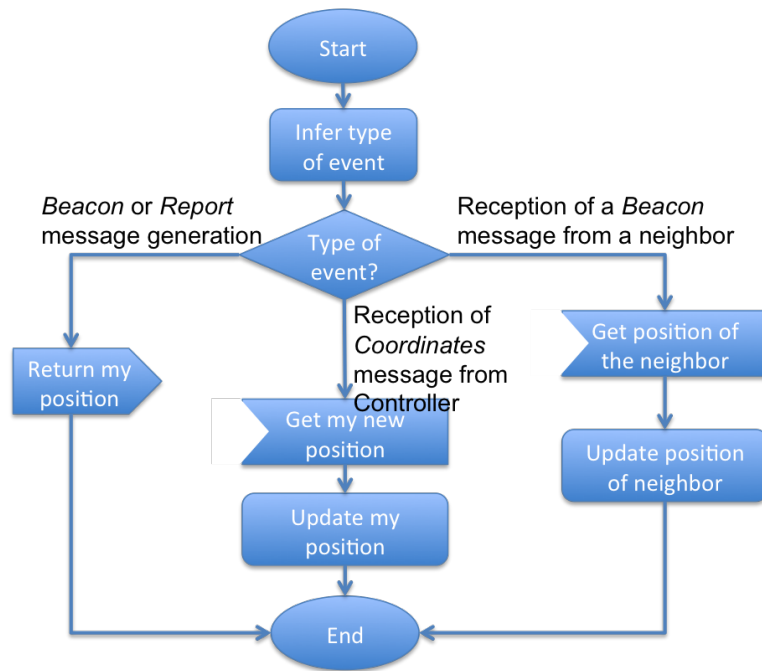 Start
Infer type
of event
Beacon or Report
message generation
Type of
event?
Reception of a Beacon
message from a neighbor
Reception of
Coordinates
message from
Controller
Return my
position
Get my new
position
Get position of
the neighbor
Update my
position
Update position
of neighbor
End